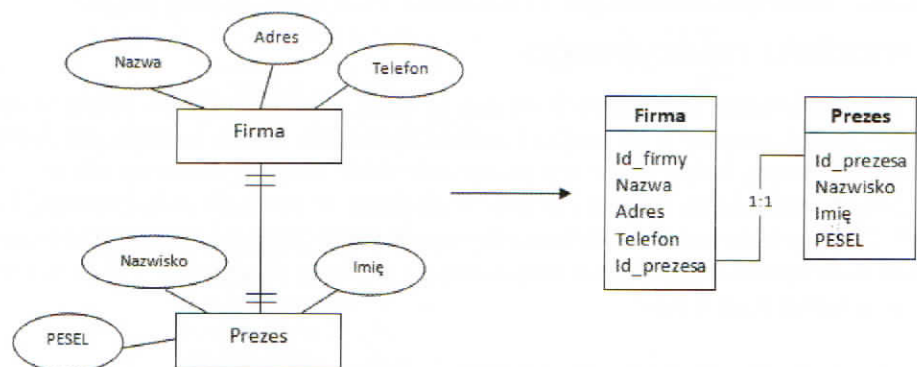 Adres
Nazwa
Telefon
Firma
Nazwisko
Imię
PESEL
Prezes
Firma
Id_firmy
Nazwa
Adres
Telefon
Id_prezesa
1:1
Prezes
Id_prezesa
Nazwisko
Imię
PESEL